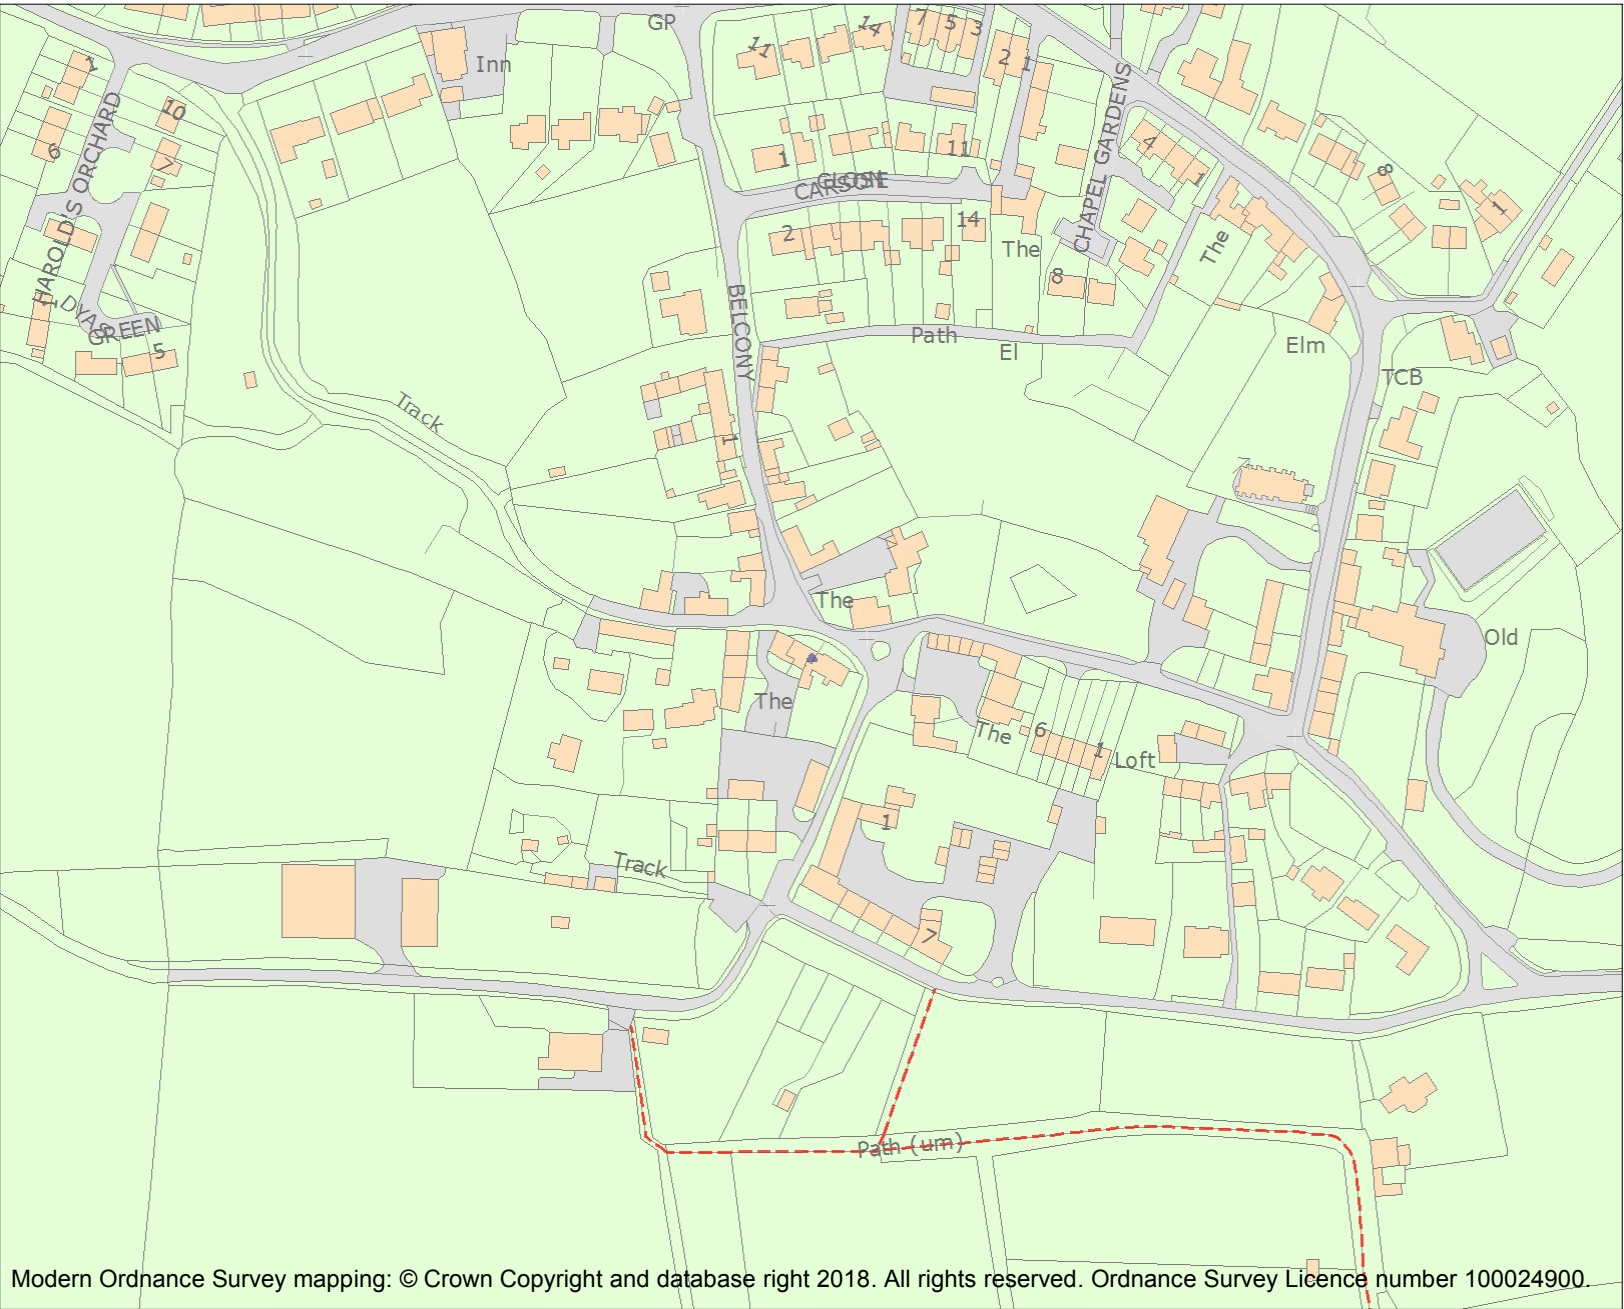 GP
11
14
7 5 3
2 1
Inn
1
10
6
7
HAROLD'S ORCHARD
1
DYAS
GREEN
5
1
11
CARSON
CLOSE
2
14
The
8
CHAPEL GARDENS
4
1
The
8
1
BELCONY
Path
El
Elm
TCB
Track
1
The
Old
The
The
6
1
Loft
1
Track
7
Path (um)
Modern Ordnance Survey mapping: © Crown Copyright and database right 2018. All rights reserved. Ordnance Survey Licence number 100024900.